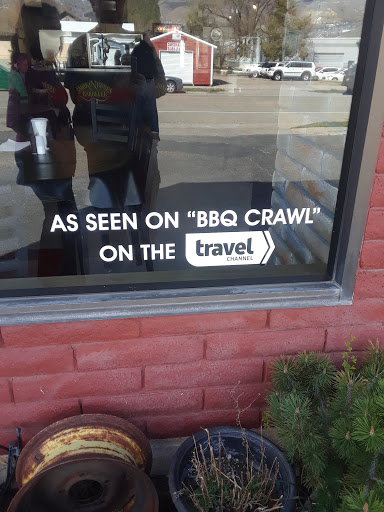 AS SEEN ON "BBQ CRAWL"
ON THE travel
CHANNEL